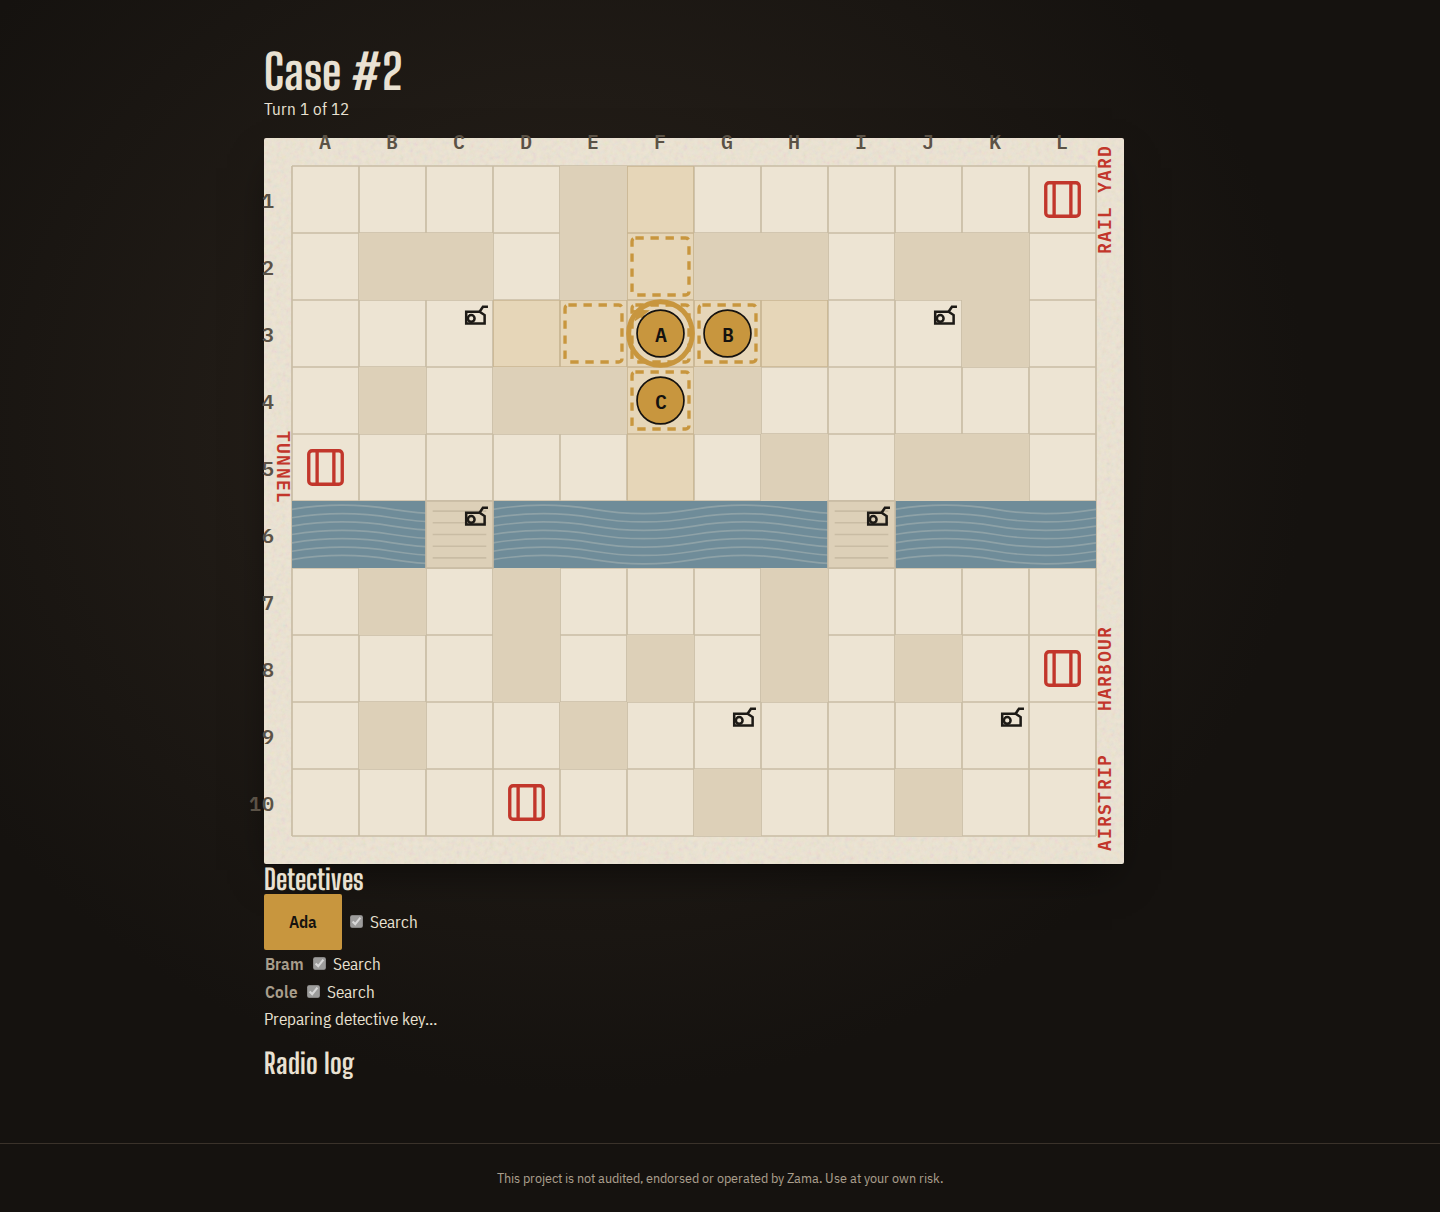 Case #2
Turn 1 of 12
A B C D E F G H I J K L
RAIL YARD
1
2
3
A B
4
C
TUNNEL
5
6
7
8
HARBOUR
9
10
AIRSTRIP
Detectives
Ada Search
Bram Search
Cole Search
Preparing detective key...
Radio log
This project is not audited, endorsed or operated by Zama. Use at your own risk.